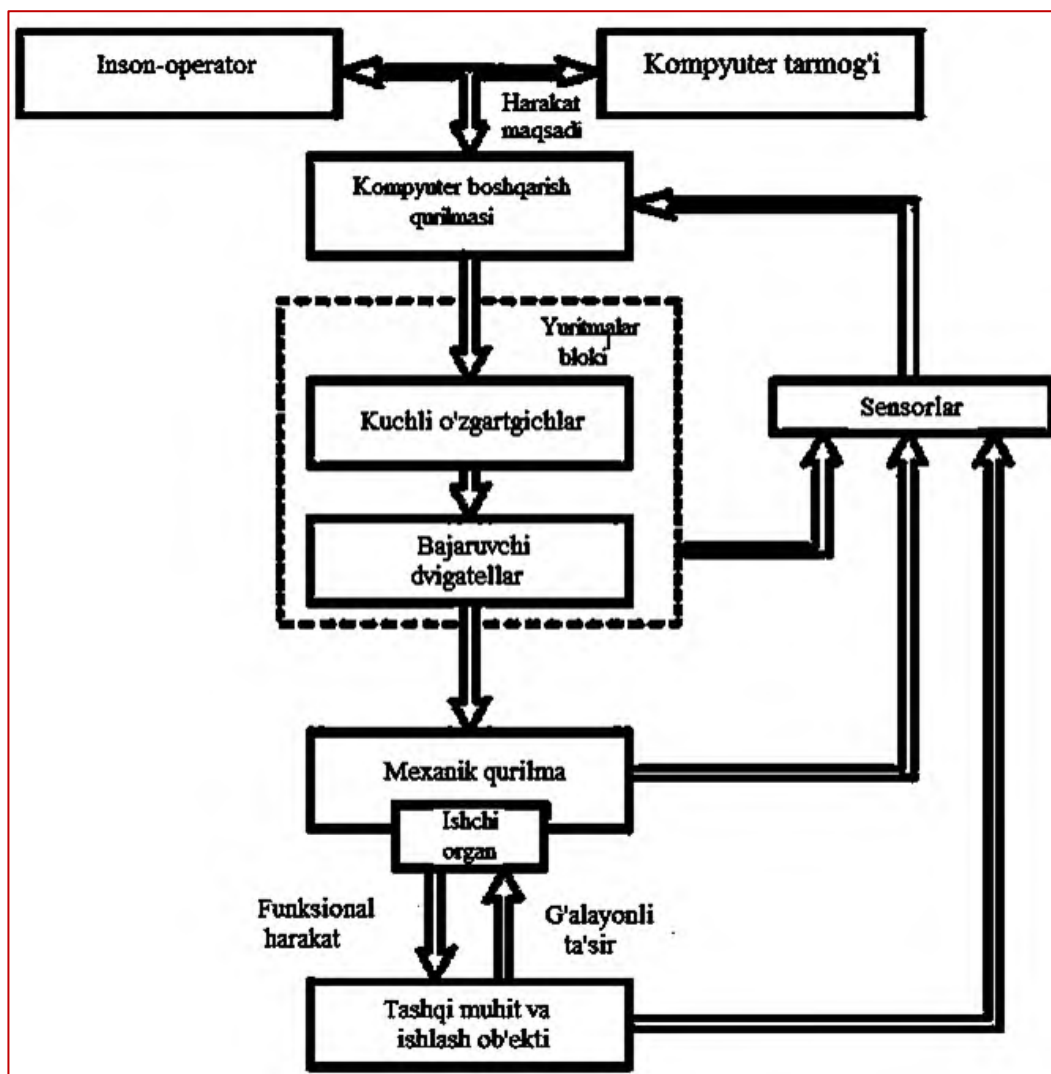 Inson-operator
Kompyuter tarmog'i
Harakat
maqsadi
Kompyuter boshqarish
qurilmasi
Yuritmalar
bloki
Kuchli o'zgartgichlar
Sensorlar
Bajaruvchi
dvigatellar
Mexanik qurilma
Ishchi
organ
Funksional
harakat
G'alayonli
ta'sir
Tashqi muhit va
ishlash ob'ekti